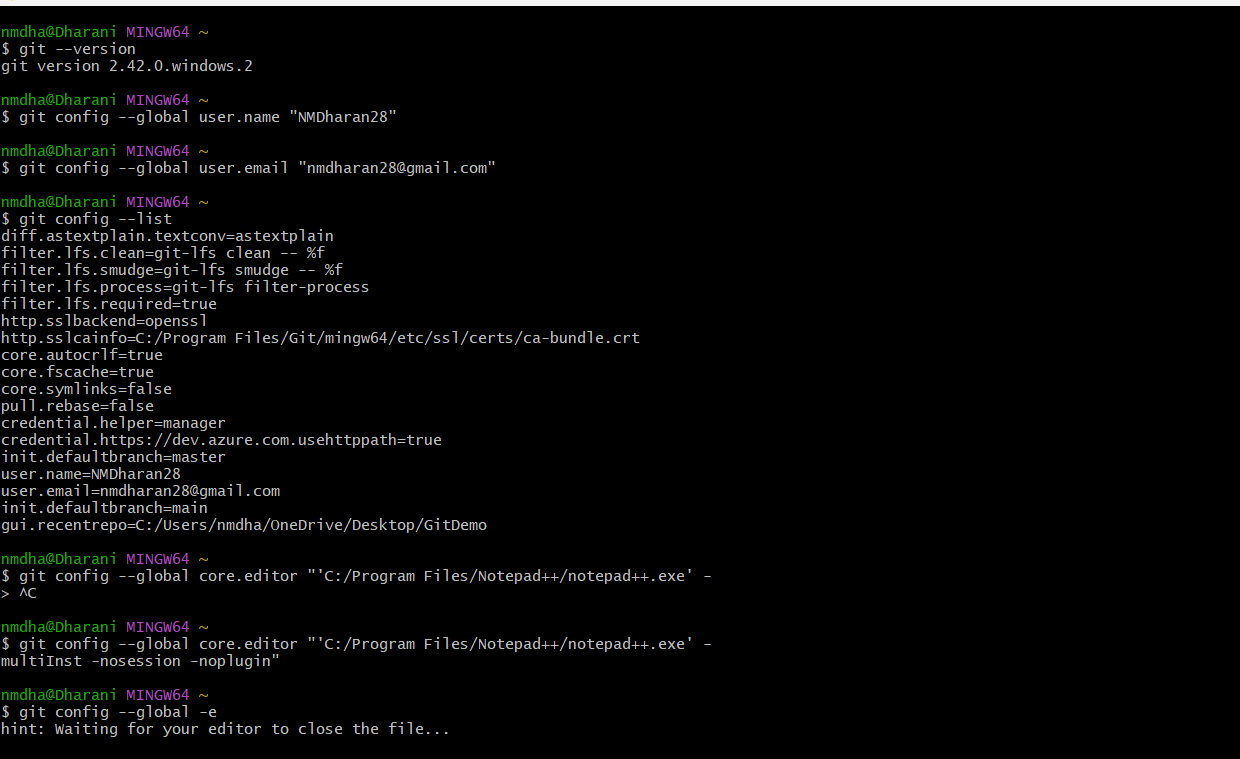 nmdha@Dharani MINGW64 ~
$ git --version
git version 2.42.0.windows.2
nmdha@Dharani MINGW64 ~
$ git config --global user.name "NMDharan28"
nmdha@Dharani MINGW64 ~
$ git config --global user.email "nmdharan28@gmail.com"
nmdha@Dharani MINGW64 ~
$ git config --list
diff.astextplain.textconv=astextplain
filter.lfs.clean=git-lfs clean -- %f
filter.lfs.smudge=git-lfs smudge -- %f
filter.lfs.process=git-lfs filter-process
filter.lfs.required=true
http.sslbackend=openssl
http.sslcainfo=C:/Program Files/Git/mingw64/etc/ssl/certs/ca-bundle.crt
core.autocrlf=true
core.fscache=true
core.symlinks=false
pull.rebase=false
credential.helper=manager
credential.https://dev.azure.com.usehttppath=true
init.defaultbranch=master
user.name=NMDharan28
user.email=nmdharan28@gmail.com
init.defaultbranch=main
gui.recentrepo=C:/Users/nmdha/OneDrive/Desktop/GitDemo
nmdha@Dharani MINGW64 ~
$ git config --global core.editor "'C:/Program Files/Notepad++/notepad++.exe' -
> ^C
nmdha@Dharani MINGW64 ~
$ git config --global core.editor "'C:/Program Files/Notepad++/notepad++.exe' -
multiInst -nosession -noplugin"
nmdha@Dharani MINGW64 ~
$ git config --global -e
hint: Waiting for your editor to close the file...